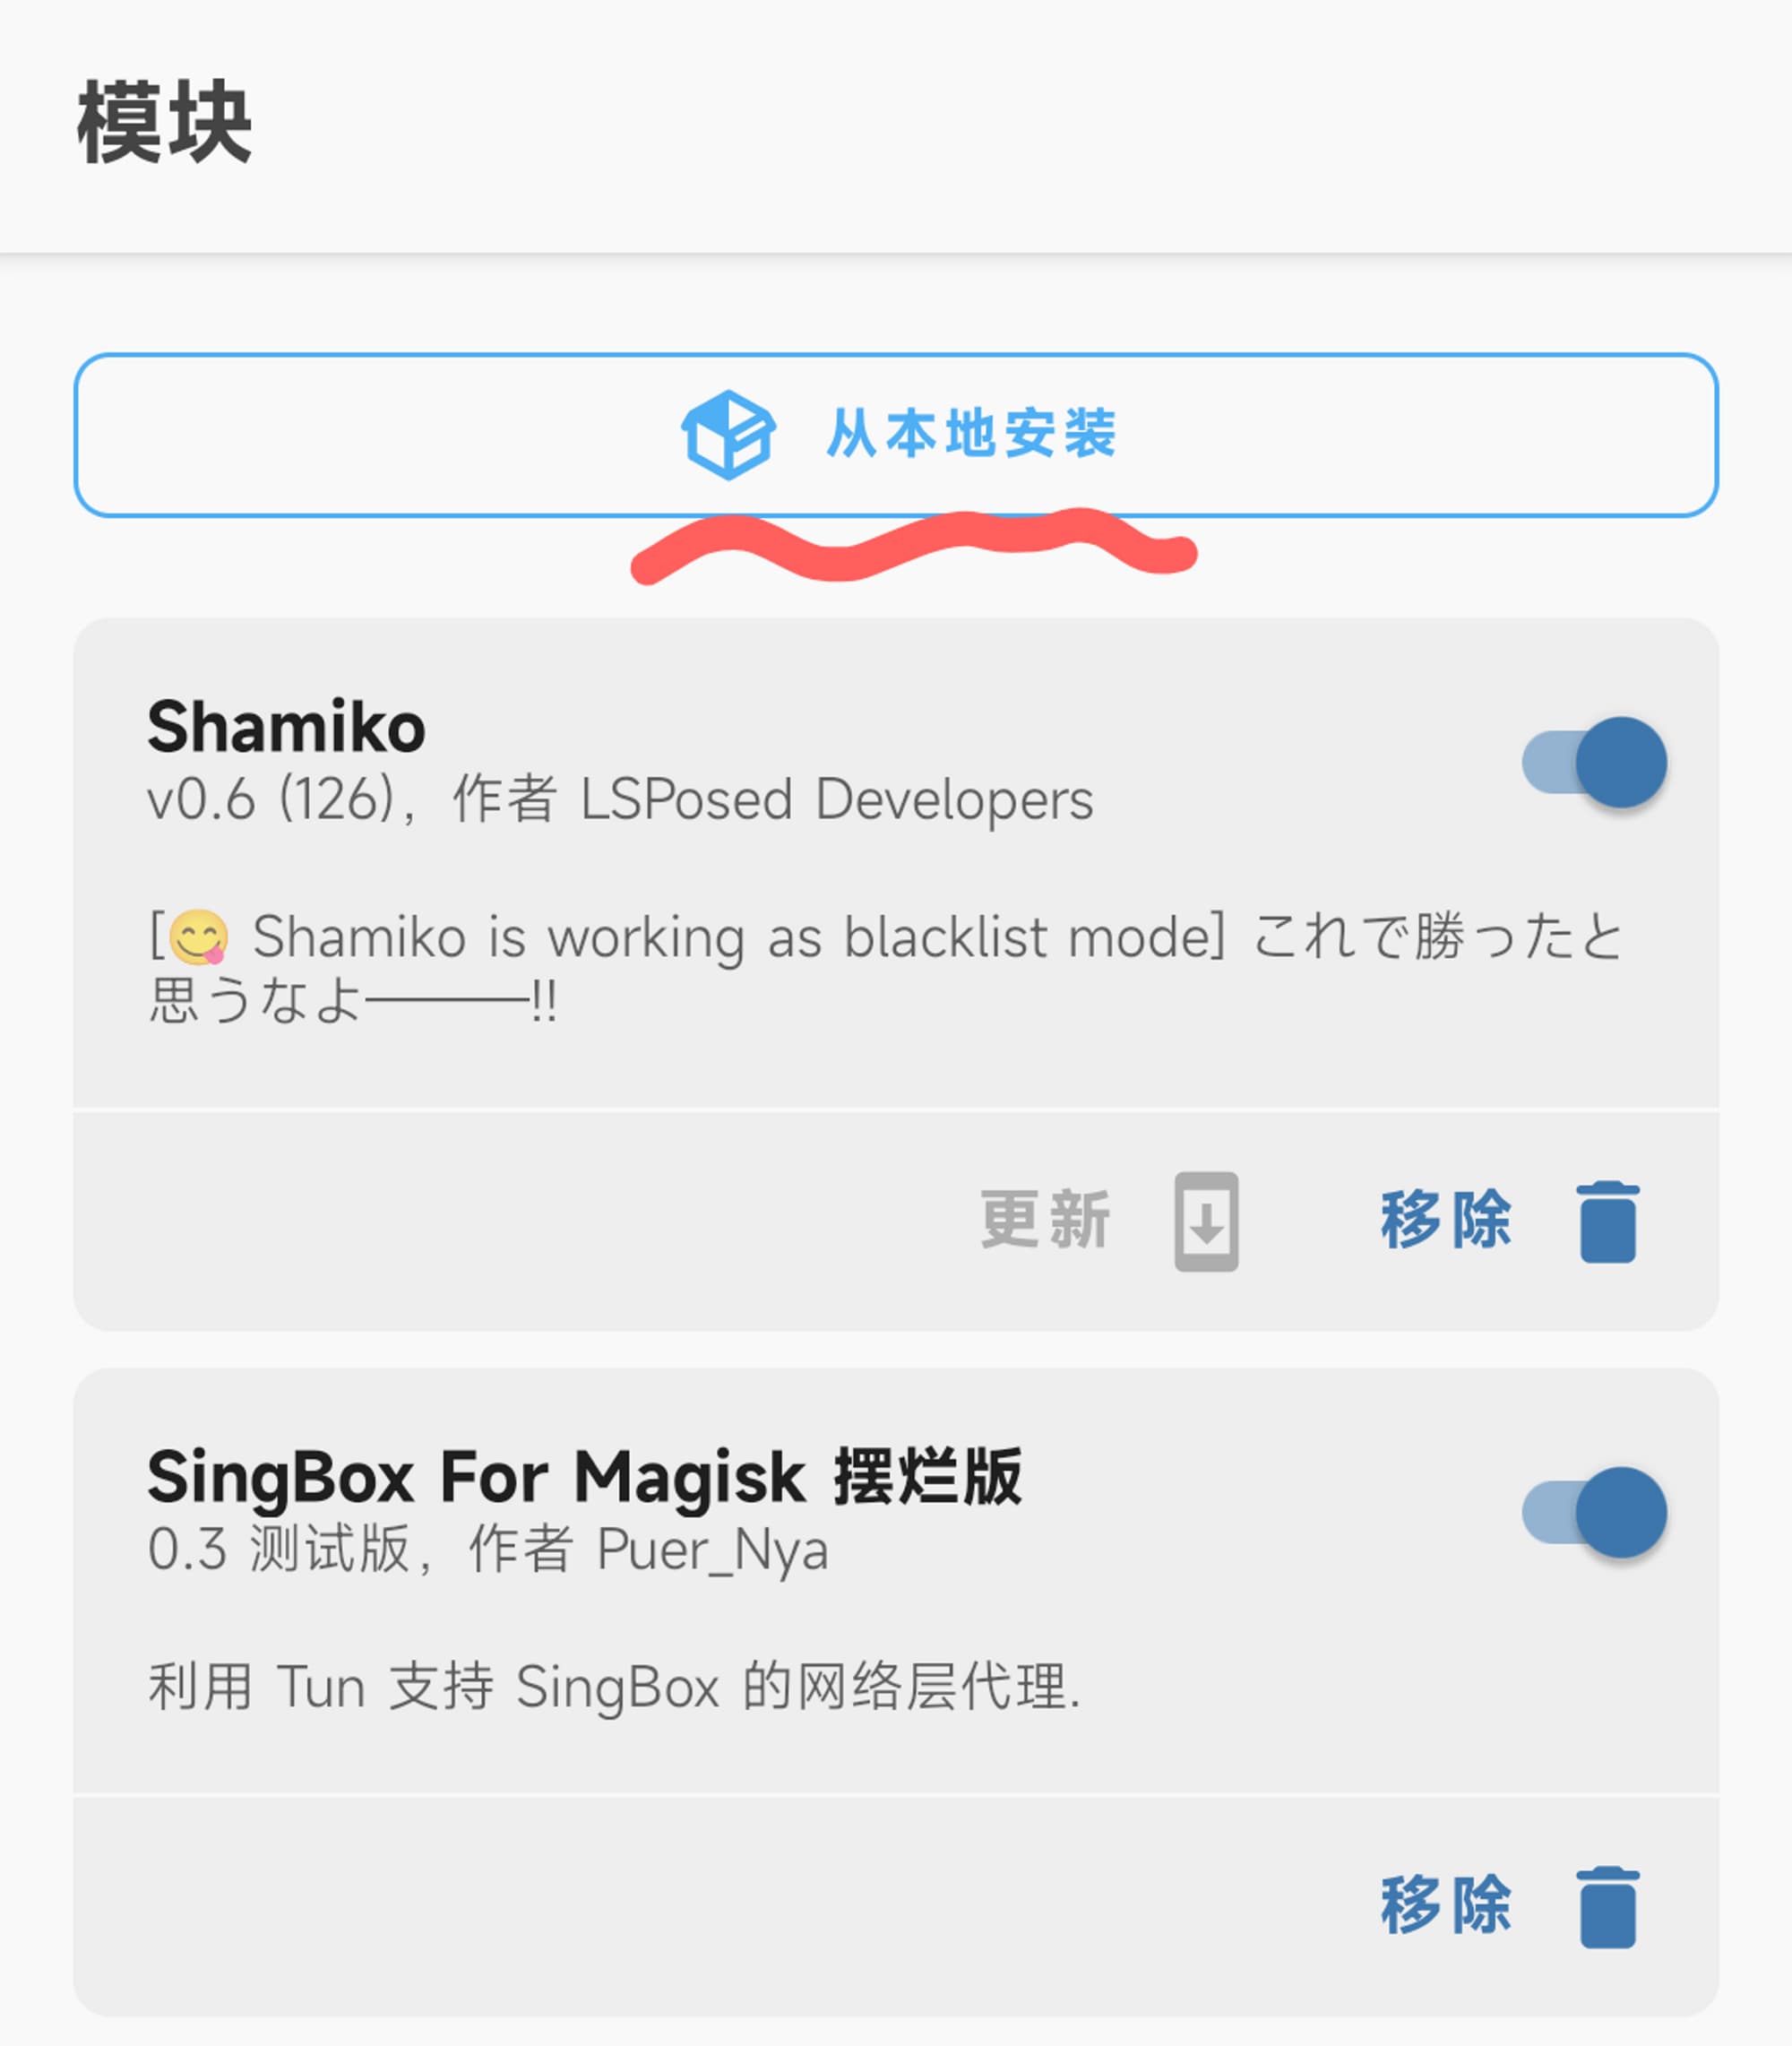 模块
从本地安装
Shamiko
v0.6 (126)，作者 LSPosed Developers
[😋 Shamiko is working as blacklist mode] これで勝ったと
思うなよ―――!!
更新 移除
SingBox For Magisk 摆烂版
0.3 测试版，作者 Puer_Nya
利用 Tun 支持 SingBox 的网络层代理.
移除